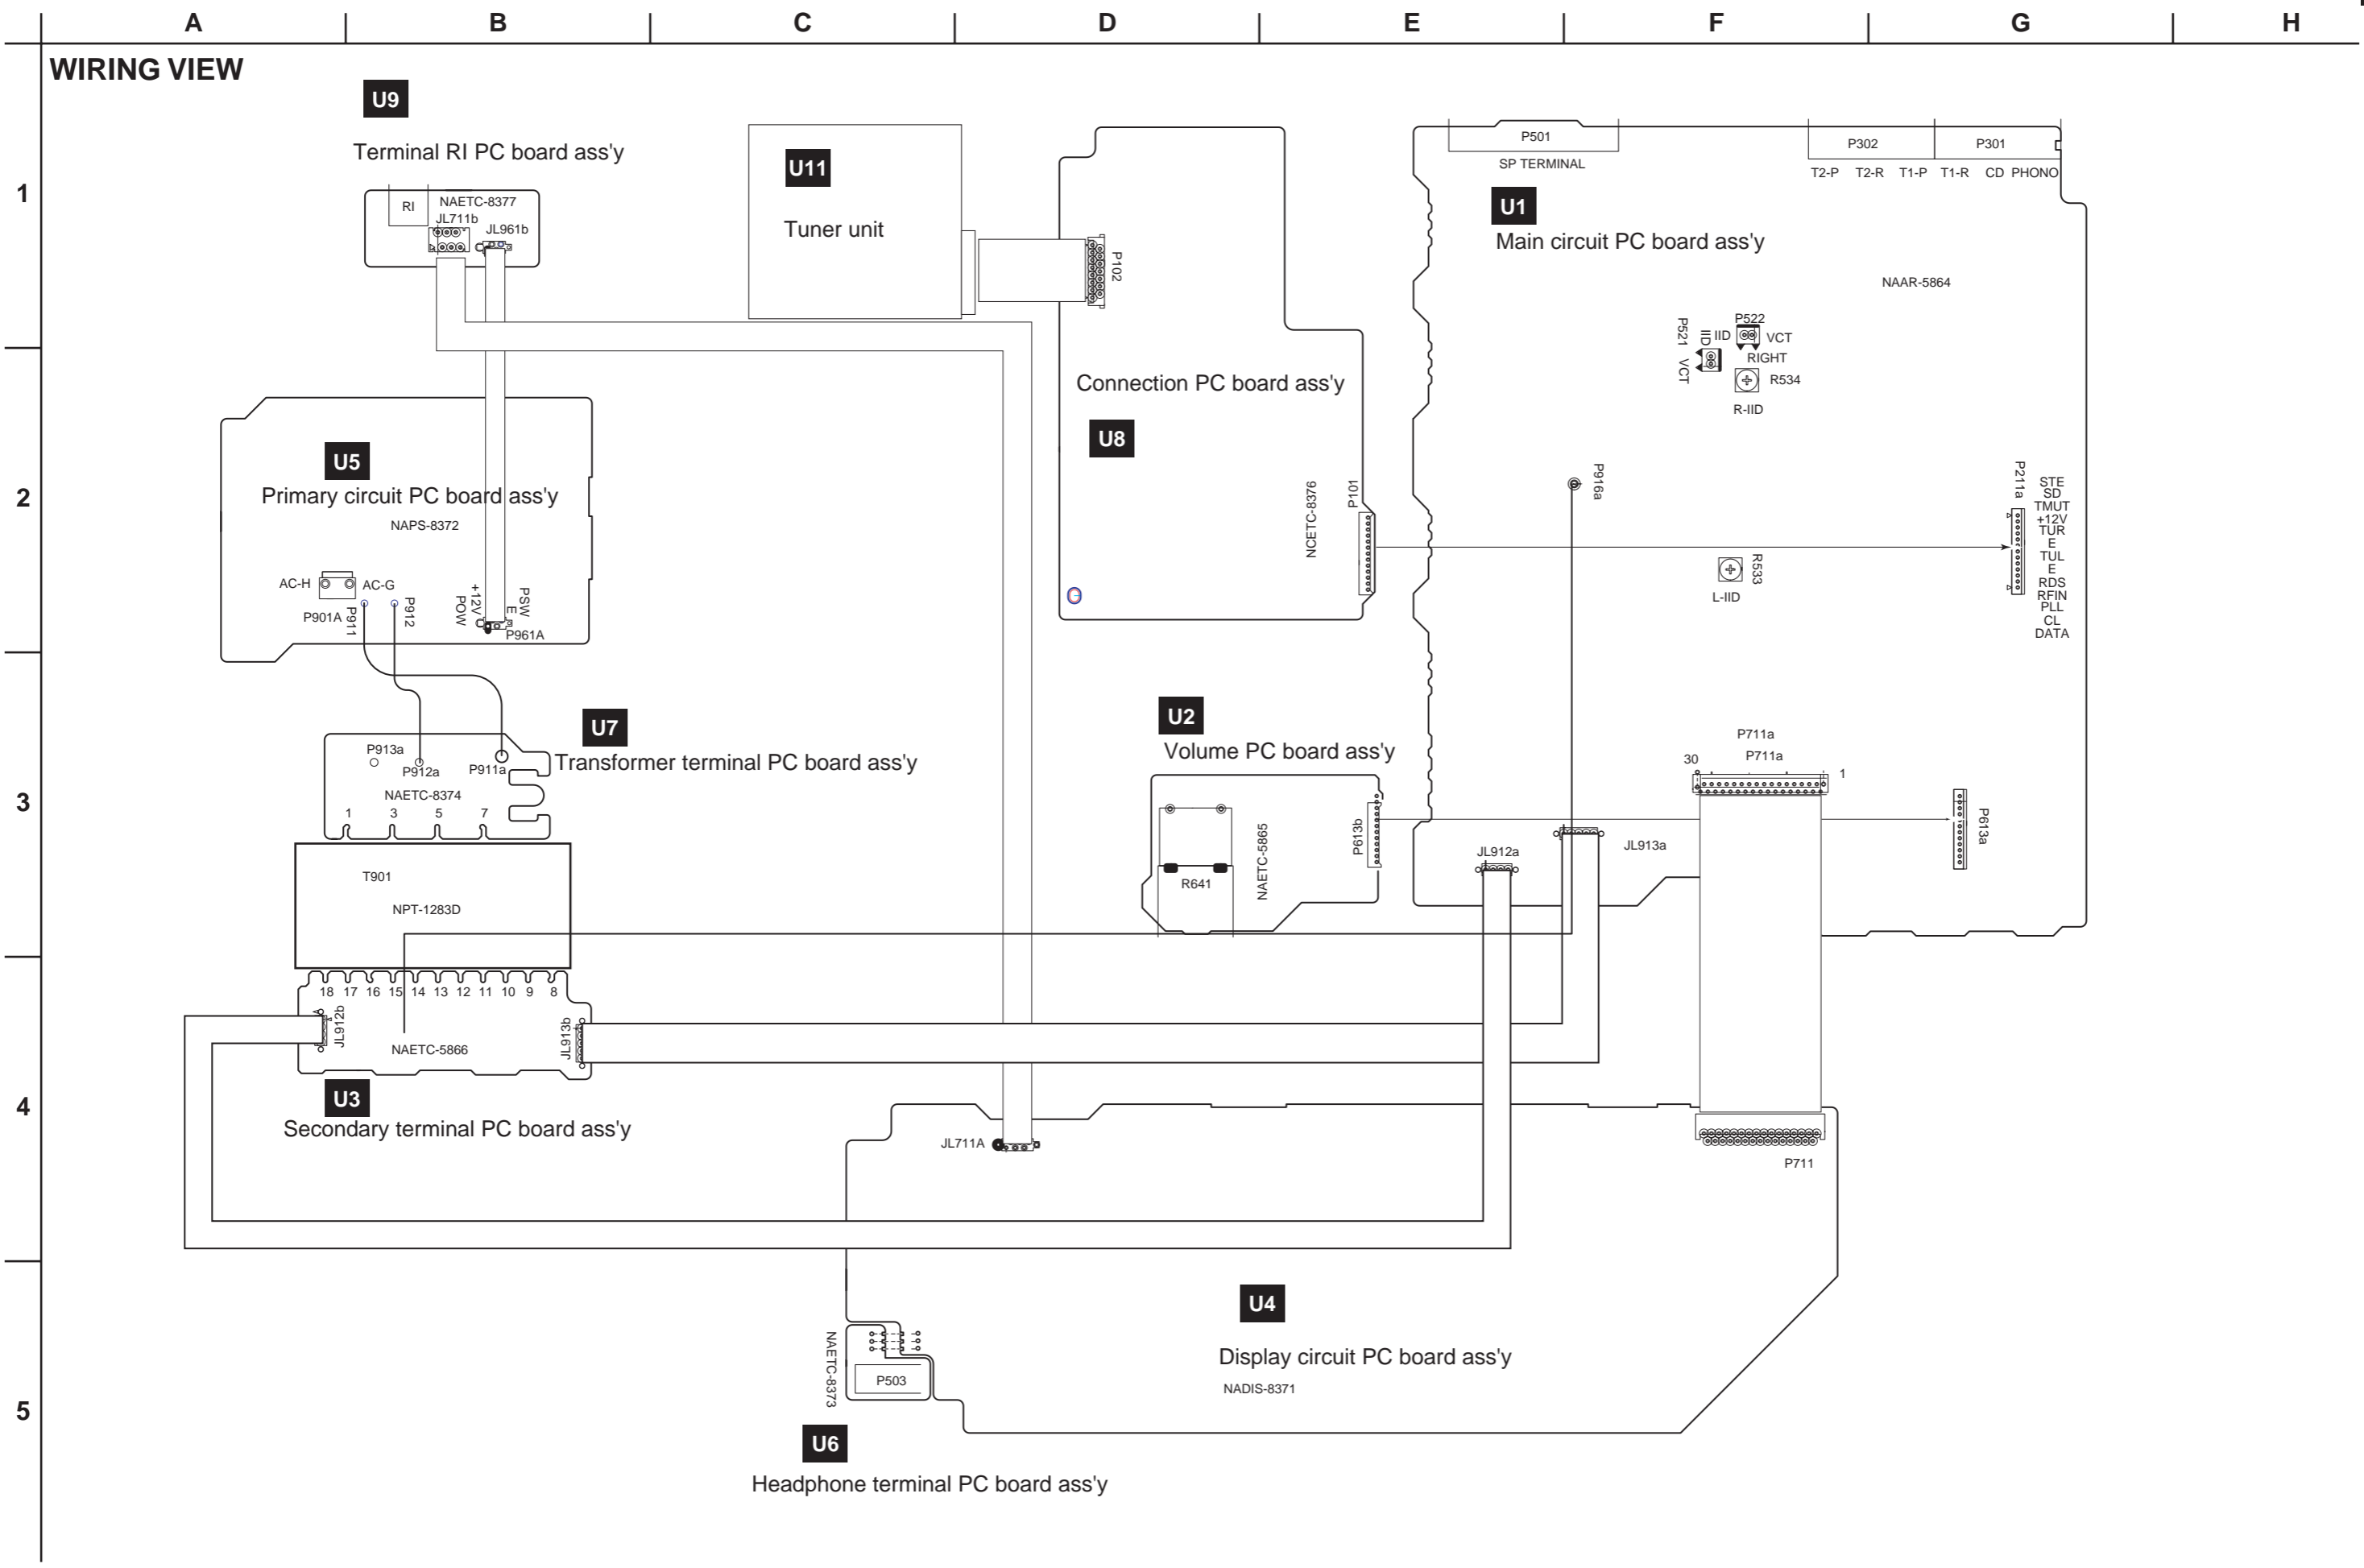 A B C D E F G H
WIRING VIEW
1
2
3
4
5
U9
Terminal RI PC board ass'y
RI
NAETC-8377
JL711b
JL961b
U11
Tuner unit
P102
Connection PC board ass'y
U8
NCETC-8376
P101
P501
SP TERMINAL
P302
P301
T2-P T2-R T1-P T1-R CD PHONO
U1
Main circuit PC board ass'y
NAAR-5864
P522
P521
IID
IID
VCT
VCT
RIGHT
R534
R-IID
P916a
P211a
STE
SD
TMUT
+12V
TUR
E
TUL
E
RDS
RFIN
PLL
CL
DATA
R533
L-IID
U5
Primary circuit PC board ass'y
NAPS-8372
AC-H
AC-G
P901A
P911
P912
+12V
POW
PSW
E
P961A
U7
Transformer terminal PC board ass'y
P913a
P912a
P911a
NAETC-8374
1 3 5 7
T901
NPT-1283D
U2
Volume PC board ass'y
R641
NAETC-5865
P613b
P711a
P711a
30
1
P613a
JL912a
JL913a
18 17 16 15 14 13 12 11 10 9 8
JL912b
JL913b
NAETC-5866
U3
Secondary terminal PC board ass'y
JL711A
P711
U4
Display circuit PC board ass'y
NADIS-8371
NAETC-8373
P503
U6
Headphone terminal PC board ass'y